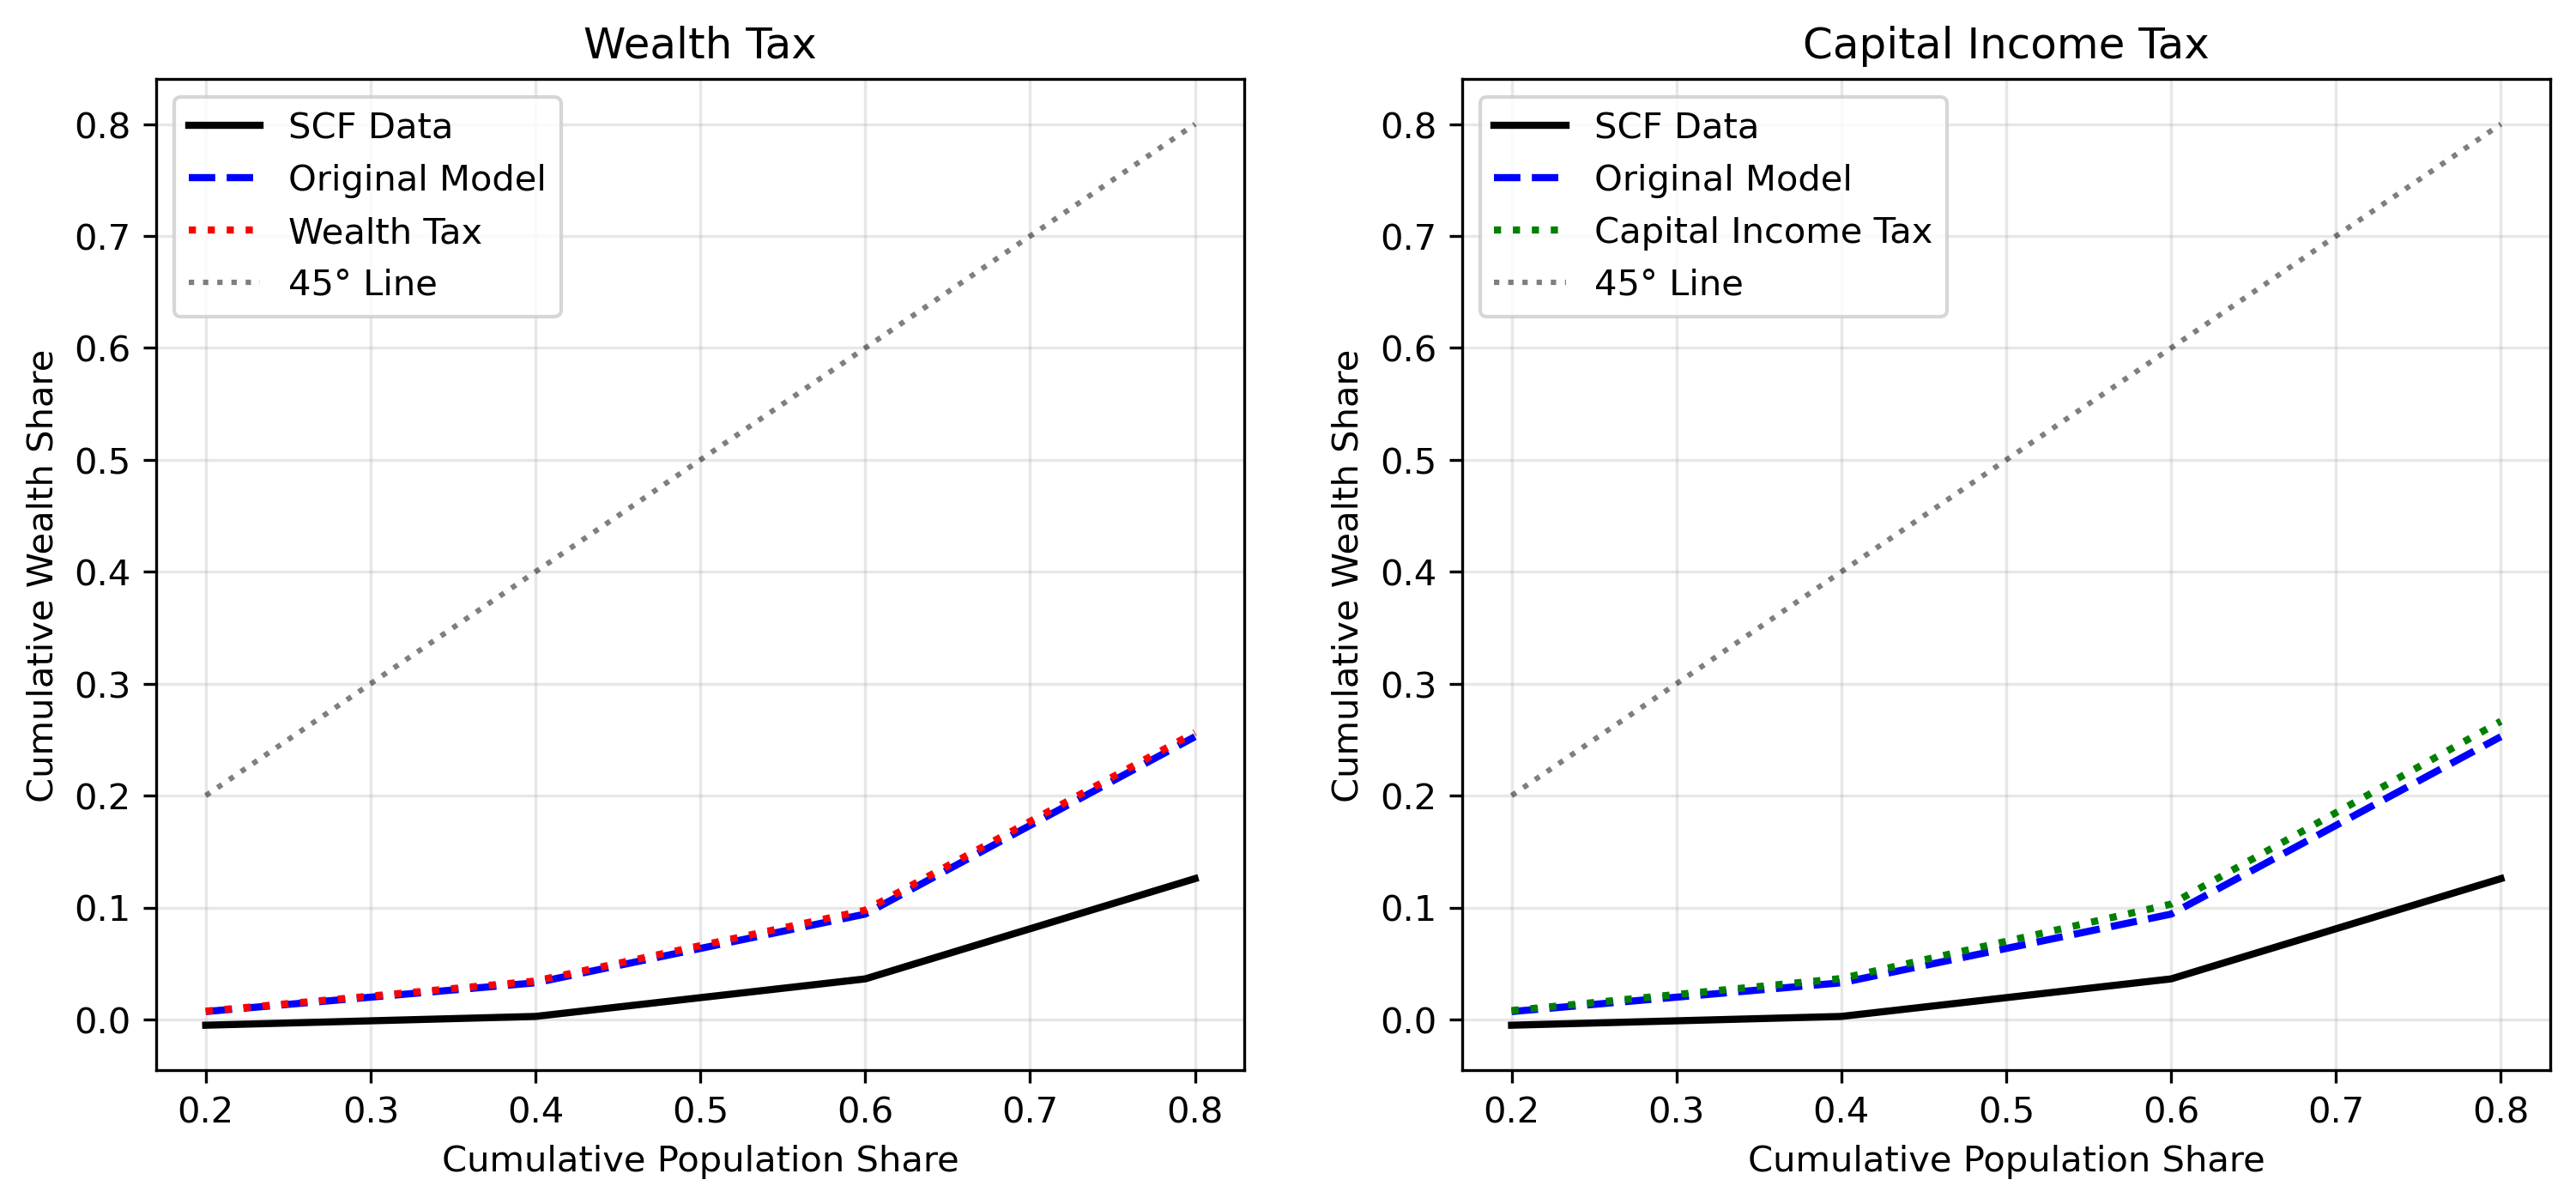 Wealth Tax
SCF Data
Original Model
Wealth Tax
45° Line
Cumulative Wealth Share
0.8
0.7
0.6
0.5
0.4
0.3
0.2
0.1
0.0
0.2 0.3 0.4 0.5 0.6 0.7 0.8
Cumulative Population Share
Capital Income Tax
SCF Data
Original Model
Capital Income Tax
45° Line
Cumulative Wealth Share
0.8
0.7
0.6
0.5
0.4
0.3
0.2
0.1
0.0
0.2 0.3 0.4 0.5 0.6 0.7 0.8
Cumulative Population Share